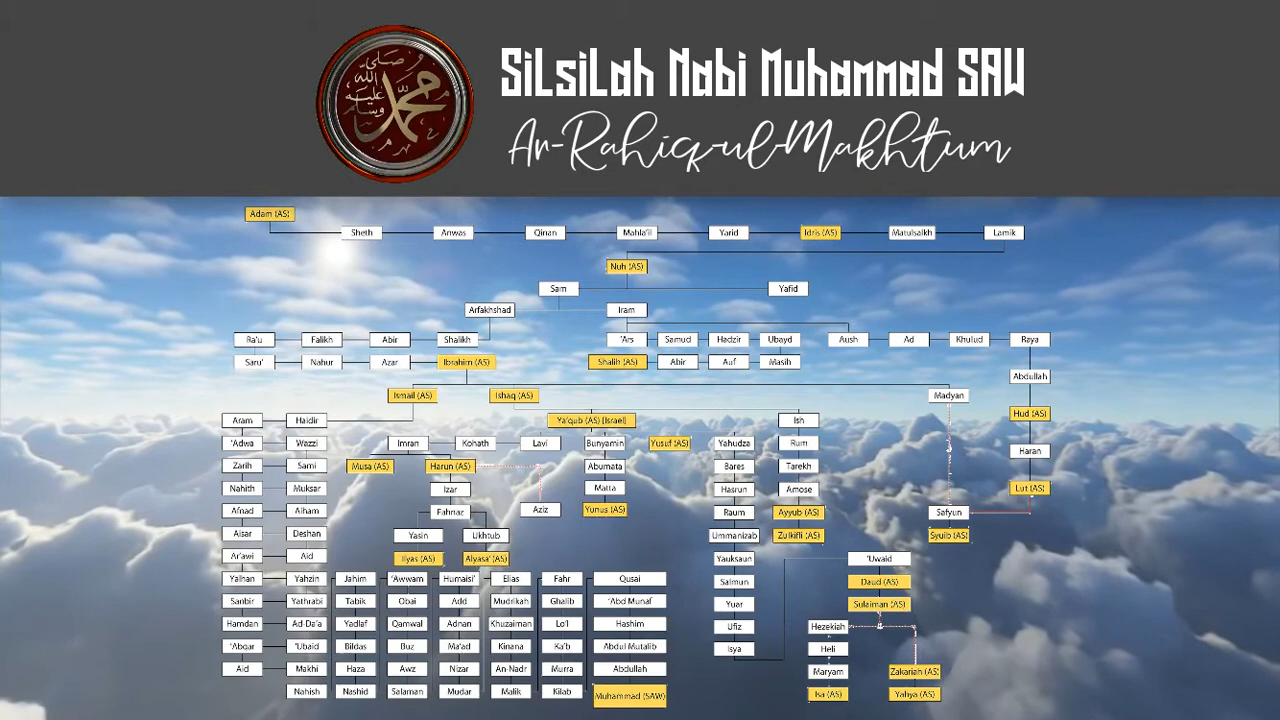 محمد
صلى
الله
عليه
وسلم
SiLsiLah Nabi Muhammad SAW
Ar-Rahiq-ul-Makhtum
Adam (AS)
Sheth Anwas Qinan Mahla'il Yarid Idris (AS) Matulsalkh Lamik
Nuh (AS)
Sam Yafid
Arfakhshad Iram
Ra'u Falikh Abir Shalikh 'Ars Samud Hadzir Ubayd Aush Ad Khulud Raya
Saru' Nahur Azar Ibrahim (AS) Shalih (AS) Abir Auf Masih
Abdullah
Ismail (AS) Ishaq (AS) Madyan
Hud (AS)
Aram Haidir Ya'qub (AS) [Israel] Ish
'Adwa Wazzi Imran Kohath Lavi Bunyamin Yusuf (AS) Yahudza Rum
Haran
Zarih Sami Musa (AS) Harun (AS) Abumata Bares Tarekh
Nahith Muksar Izar Matta Hasrun Amose Lut (AS)
Afnad Aiham Fahnaz Aziz Yunus (AS) Raum Ayyub (AS) Safyun
Aisar Deshan Yasin Ukhtub Ummanizab Zulkifli (AS) Syuib (AS)
Ar'awi Aid Ilyas (AS) Alyasa' (AS) Yauksaun 'Uwaid
Yalhan Yahzin Jahim 'Awwam Humaisi' Elias Fahr Qusai Salmun Daud (AS)
Sanbir Yathrabi Tabik Obai Add Mudrikah Ghalib 'Abd Munaf Yuar Sulaiman (AS)
Hamdan Ad-Da'a Yadlaf Qamwal Adnan Khuzaiman Lo'i Hashim Ufiz Hezekiah
'Abqar 'Ubaid Bildas Buz Ma'ad Kinana Ka'b Abdul Mutalib Isya Heli
Aid Makhi Haza Awz Nizar An-Nadr Murra Abdullah Maryam Zakariah (AS)
Nahish Nashid Salaman Mudar Malik Kilab Muhammad (SAW) Isa (AS) Yahya (AS)